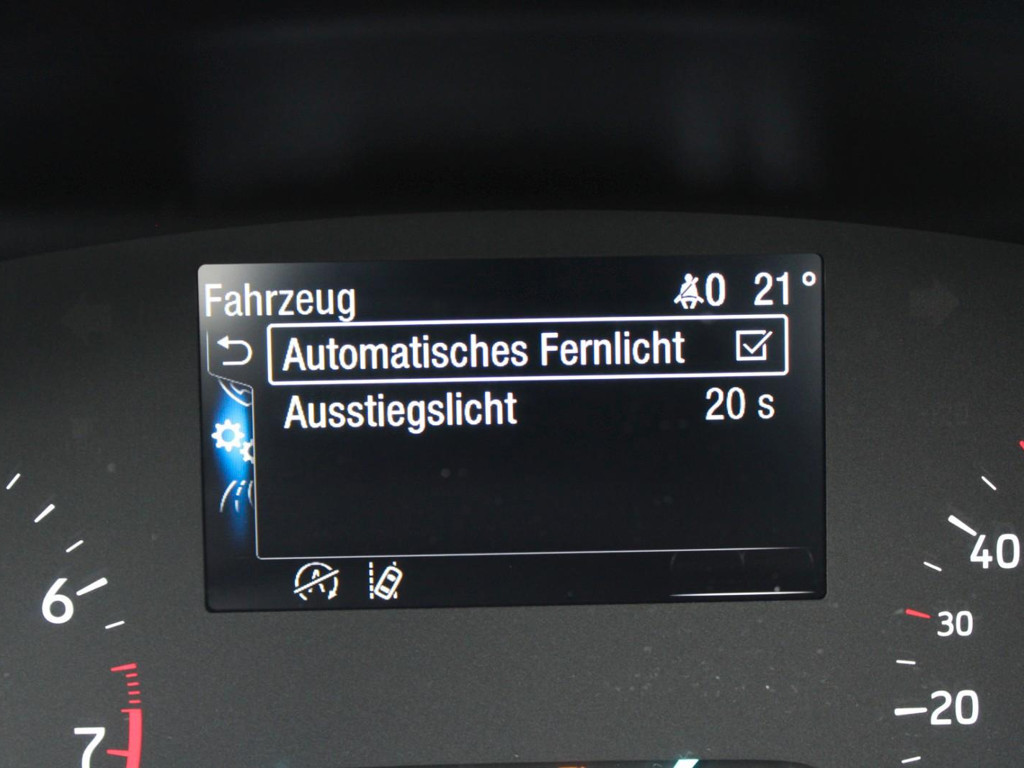 Fahrzeug 0 21°
Automatisches Fernlicht
Ausstiegslicht 20 s
A
6
7
40
30
20